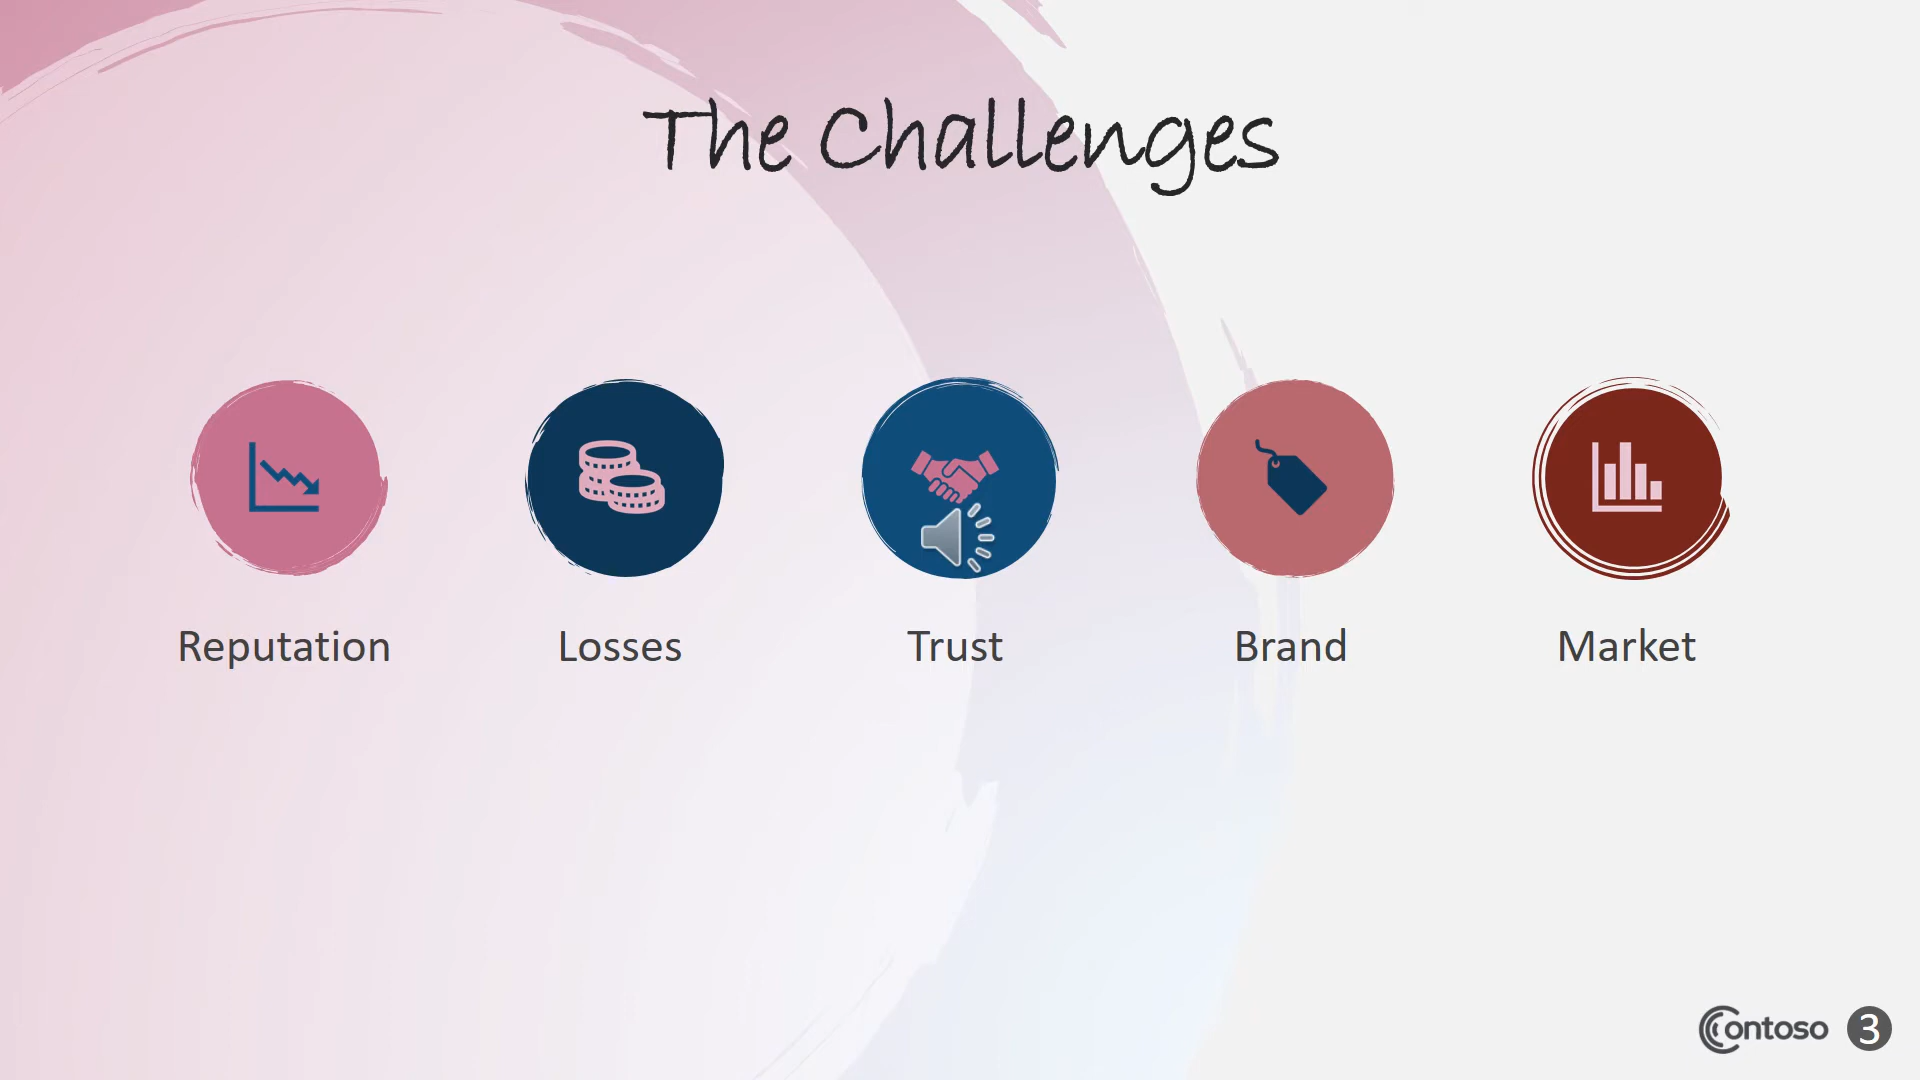 The Challenges
Reputation
Losses
Trust
Brand
Market
Contoso
3